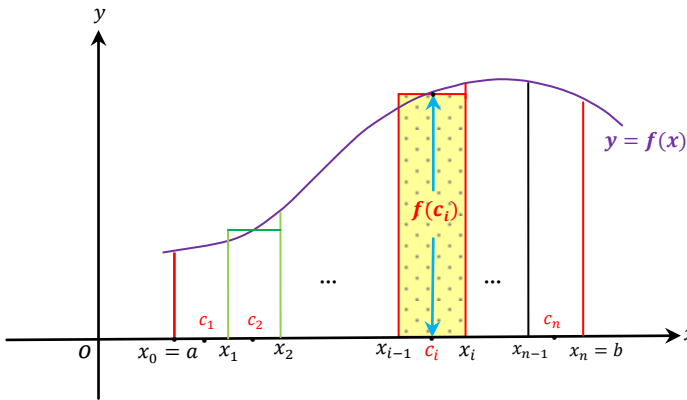 y
y = f(x)
f(c_i)
... ...
c_1 c_2 c_n
O x_0 = a x_1 x_2 x_{i−1} c_i x_i x_{n−1} x_n = b
x